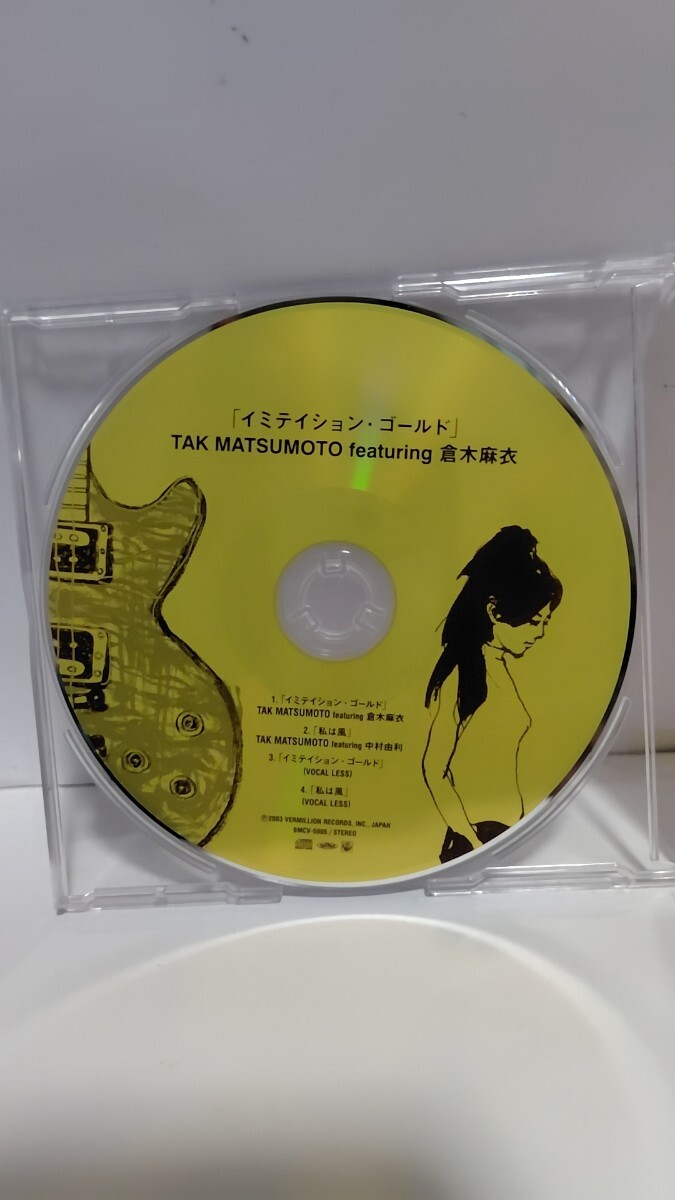 「イミテイション・ゴールド」
TAK MATSUMOTO featuring 倉木麻衣
1.「イミテイション・ゴールド」
TAK MATSUMOTO featuring 倉木麻衣
2.「私は風」
TAK MATSUMOTO featuring 中村由利
3.「イミテイション・ゴールド」
(VOCAL LESS)
4.「私は風」
(VOCAL LESS)
Ⓟ2003 VERMILLION RECORDS, INC., JAPAN
BMCV-5005 / STEREO